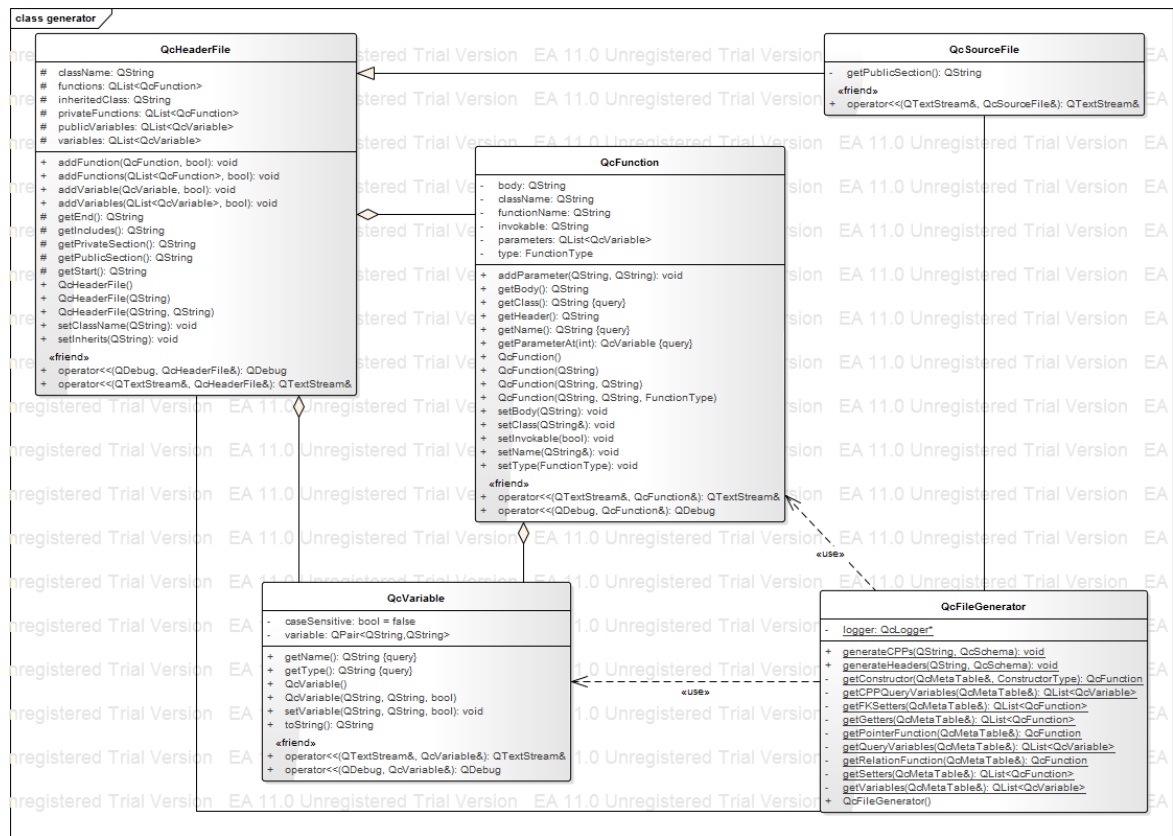 class generator
QcHeaderFile
# className: QString
# functions: QList<QcFunction>
# inheritedClass: QString
# privateFunctions: QList<QcFunction>
# publicVariables: QList<QcVariable>
# variables: QList<QcVariable>
+ addFunction(QcFunction, bool): void
+ addFunctions(QList<QcFunction>, bool): void
+ addVariable(QcVariable, bool): void
+ addVariables(QList<QcVariable>, bool): void
# getEnd(): QString
# getIncludes(): QString
# getPrivateSection(): QString
# getPublicSection(): QString
# getStart(): QString
+ QcHeaderFile()
+ QcHeaderFile(QString)
+ QcHeaderFile(QString, QString)
+ setClassName(QString): void
+ setInherits(QString): void
«friend»
+ operator<<(QDebug, QcHeaderFile&): QDebug
+ operator<<(QTextStream&, QcHeaderFile&): QTextStream&
QcSourceFile
- getPublicSection(): QString
«friend»
+ operator<<(QTextStream&, QcSourceFile&): QTextStream&
QcFunction
- body: QString
- className: QString
- functionName: QString
- invokable: QString
- parameters: QList<QcVariable>
- type: FunctionType
+ addParameter(QString, QString): void
+ getBody(): QString
+ getClass(): QString {query}
+ getHeader(): QString
+ getName(): QString {query}
+ getParameterAt(int): QcVariable {query}
+ QcFunction()
+ QcFunction(QString)
+ QcFunction(QString, QString)
+ QcFunction(QString, QString, FunctionType)
+ setBody(QString): void
+ setClass(QString&): void
+ setInvokable(bool): void
+ setName(QString&): void
+ setType(FunctionType): void
«friend»
+ operator<<(QTextStream&, QcFunction&): QTextStream&
+ operator<<(QDebug, QcFunction&): QDebug
«use»
QcVariable
- caseSensitive: bool = false
- variable: QPair<QString,QString>
+ getName(): QString {query}
+ getType(): QString {query}
+ QcVariable()
+ QcVariable(QString, QString, bool)
+ setVariable(QString, QString, bool): void
+ toString(): QString
«friend»
+ operator<<(QTextStream&, QcVariable&): QTextStream&
+ operator<<(QDebug, QcVariable&): QDebug
«use»
QcFileGenerator
- logger: QcLogger*
+ generateCPPs(QString, QcSchema): void
+ generateHeaders(QString, QcSchema): void
- getConstructor(QcMetaTable&, ConstructorType): QcFunction
- getCPPQueryVariables(QcMetaTable&): QList<QcVariable>
- getFKSetters(QcMetaTable&): QList<QcFunction>
- getGetters(QcMetaTable&): QList<QcFunction>
- getPointerFunction(QcMetaTable&): QcFunction
- getQueryVariables(QcMetaTable&): QList<QcVariable>
- getRelationFunction(QcMetaTable&): QcFunction
- getSetters(QcMetaTable&): QList<QcFunction>
- getVariables(QcMetaTable&): QList<QcVariable>
+ QcFileGenerator()
EA 11.0 Unregistered Trial Version